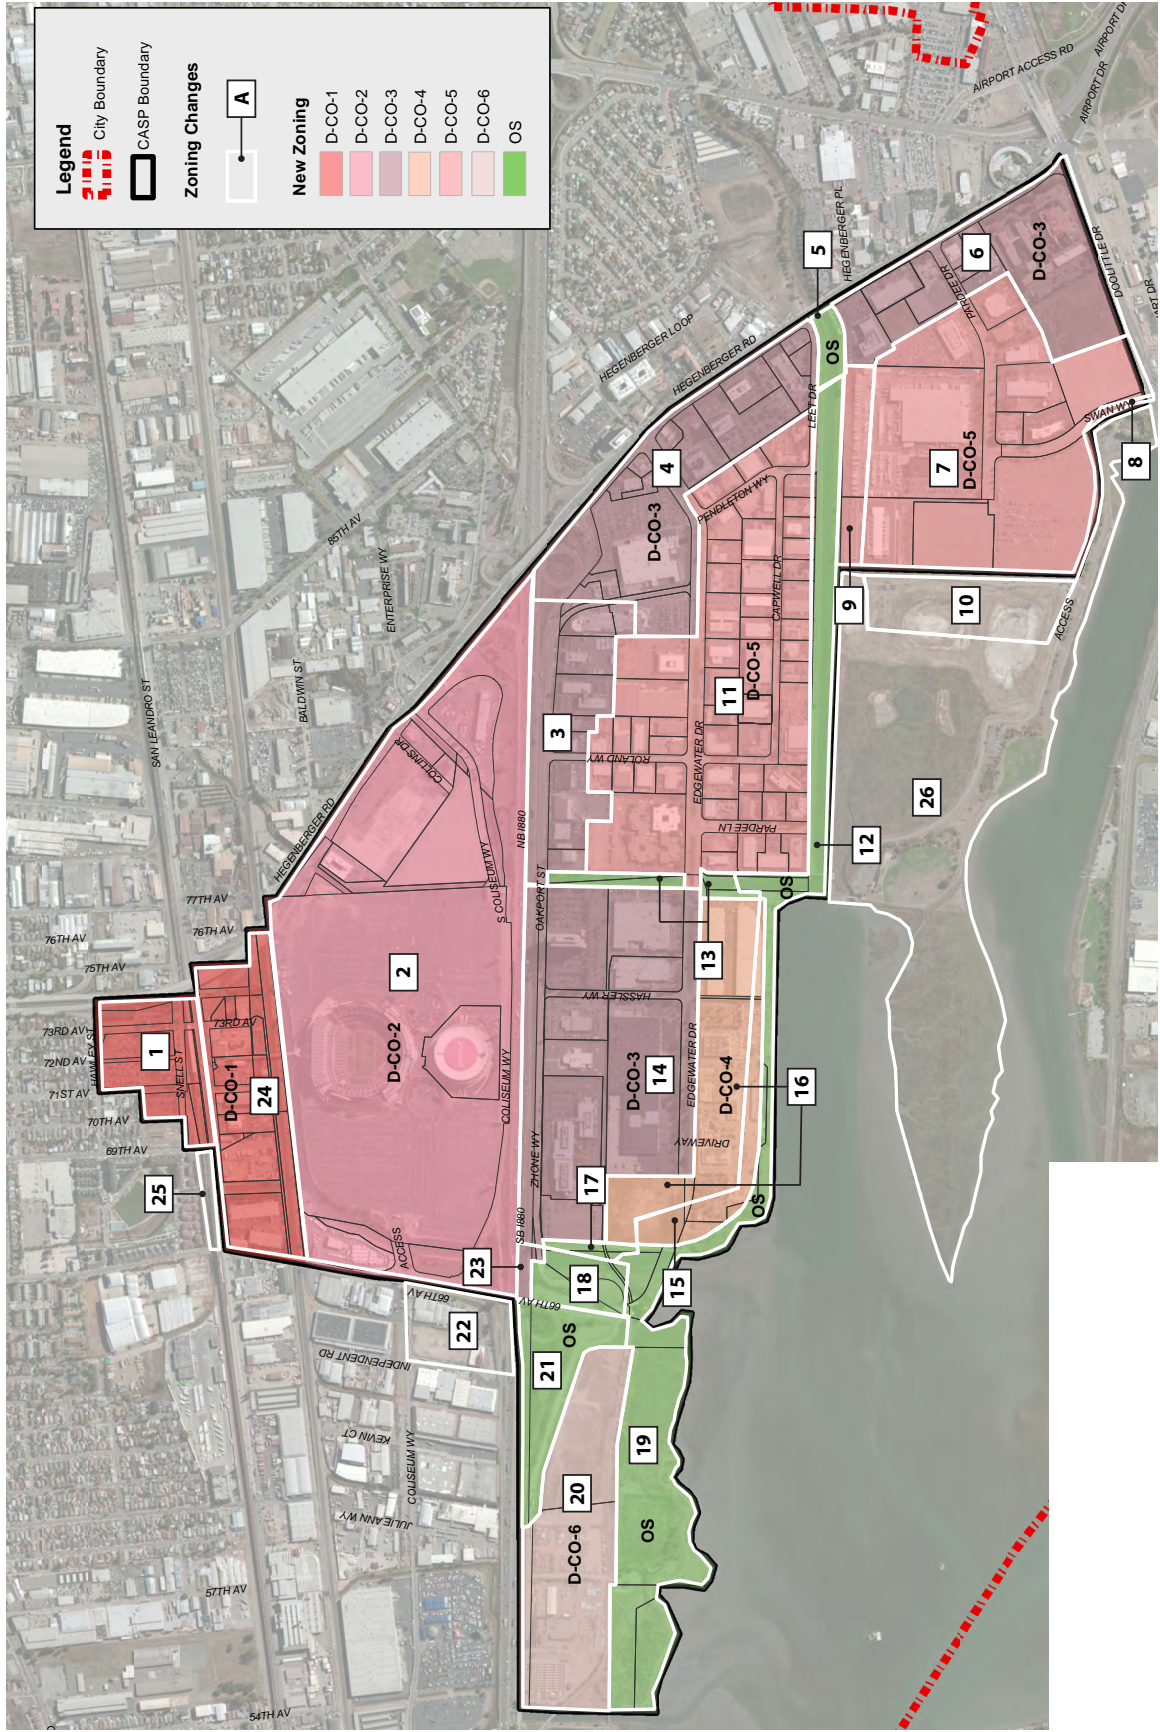 Legend
City Boundary
CASP Boundary
Zoning Changes
A
New Zoning
D-CO-1
D-CO-2
D-CO-3
D-CO-4
D-CO-5
D-CO-6
OS
AIRPORT ACCESS RD
AIRPORT DR
AIRPORT DR
HEGENBERGER PL
HEGENBERGER LOOP
HEGENBERGER RD
85TH AV
ENTERPRISE WY
BALDWIN ST
SAN LEANDRO ST
HEGENBERGER RD
77TH AV
76TH AV
76TH AV
75TH AV
73RD AV
73RD AV
72ND AV
71ST AV
70TH AV
69TH AV
HAWLEY ST
SNELL ST
1
D-CO-1
24
25
2
D-CO-2
COLLINS DR
S COLISEUM WY
COLISEUM WY
NB I880
SB I880
OAKPORT ST
ZHONE WY
ACCESS
66TH AV
66TH AV
23
22
INDEPENDENT RD
KEVIN CT
COLISEUM WY
JULIE ANN WY
57TH AV
54TH AV
3
4
D-CO-3
PENDLETON WY
LEET DR
5
OS
6
D-CO-3
PARDEE DR
DOOLITTLE DR
SWAN WY
7
D-CO-5
8
9
10
ACCESS
11
D-CO-5
CAPWELL DR
EDGEWATER DR
ROLAND WY
PARDEE LN
12
OS
26
13
HASSLER WY
14
D-CO-3
EDGEWATER DR
D-CO-4
DRIVEWAY
16
OS
15
17
18
OS
21
19
OS
20
D-CO-6